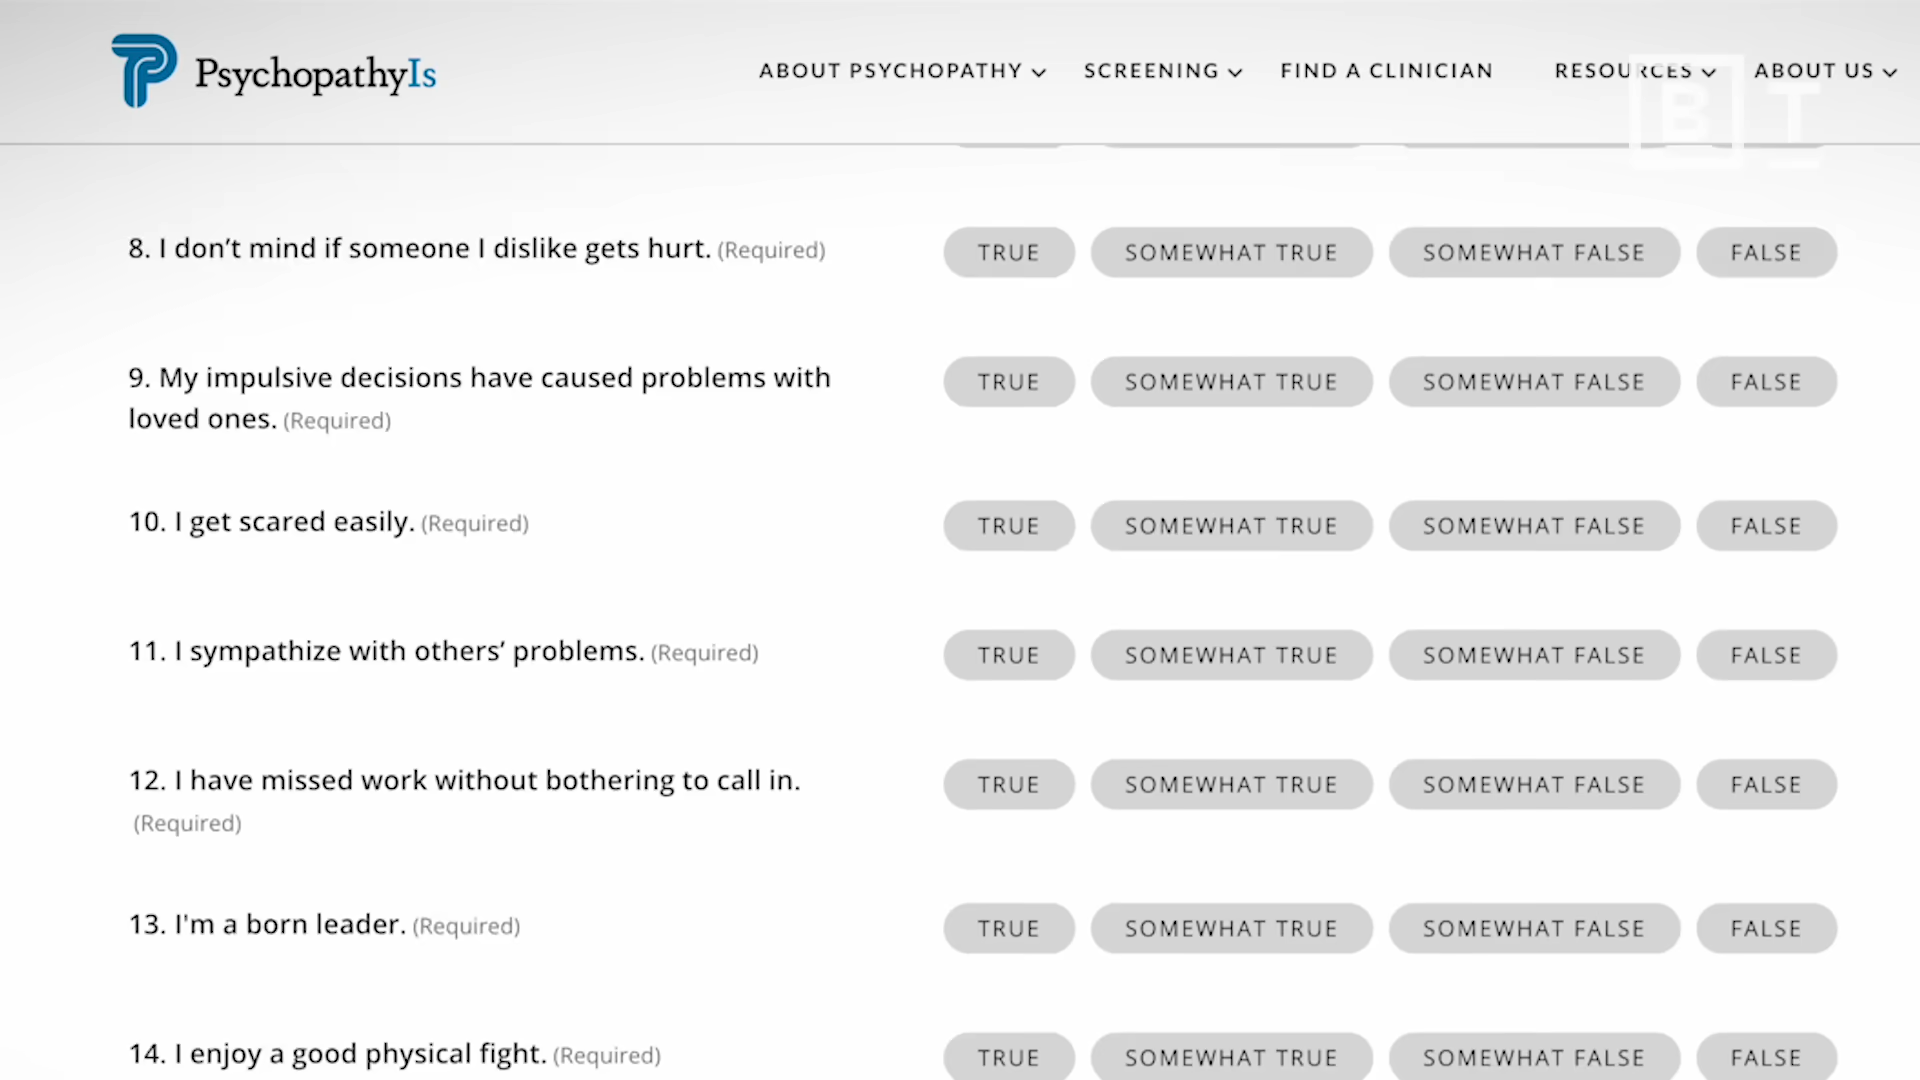 PsychopathyIs
ABOUT PSYCHOPATHY SCREENING FIND A CLINICIAN RESOURCES ABOUT US
B T
8. I don’t mind if someone I dislike gets hurt. (Required) TRUE SOMEWHAT TRUE SOMEWHAT FALSE FALSE
9. My impulsive decisions have caused problems with
loved ones. (Required) TRUE SOMEWHAT TRUE SOMEWHAT FALSE FALSE
10. I get scared easily. (Required) TRUE SOMEWHAT TRUE SOMEWHAT FALSE FALSE
11. I sympathize with others’ problems. (Required) TRUE SOMEWHAT TRUE SOMEWHAT FALSE FALSE
12. I have missed work without bothering to call in.
(Required) TRUE SOMEWHAT TRUE SOMEWHAT FALSE FALSE
13. I'm a born leader. (Required) TRUE SOMEWHAT TRUE SOMEWHAT FALSE FALSE
14. I enjoy a good physical fight. (Required) TRUE SOMEWHAT TRUE SOMEWHAT FALSE FALSE